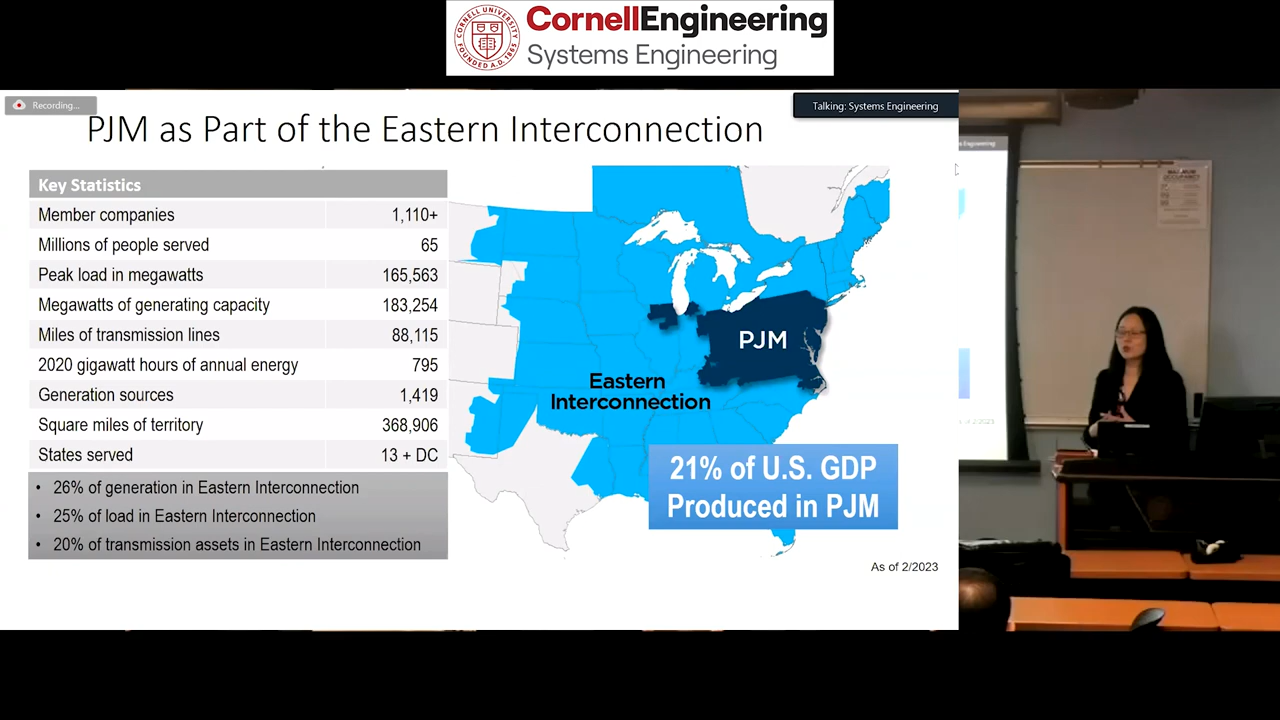 CORNELL UNIVERSITY
FOUNDED A.D. 1865
CornellEngineering
Systems Engineering
Recording...
Talking: Systems Engineering
PJM as Part of the Eastern Interconnection
Key Statistics
Member companies 1,110+
Millions of people served 65
Peak load in megawatts 165,563
Megawatts of generating capacity 183,254
Miles of transmission lines 88,115
2020 gigawatt hours of annual energy 795
Generation sources 1,419
Square miles of territory 368,906
States served 13 + DC
• 26% of generation in Eastern Interconnection
• 25% of load in Eastern Interconnection
• 20% of transmission assets in Eastern Interconnection
PJM
Eastern
Interconnection
21% of U.S. GDP
Produced in PJM
As of 2/2023